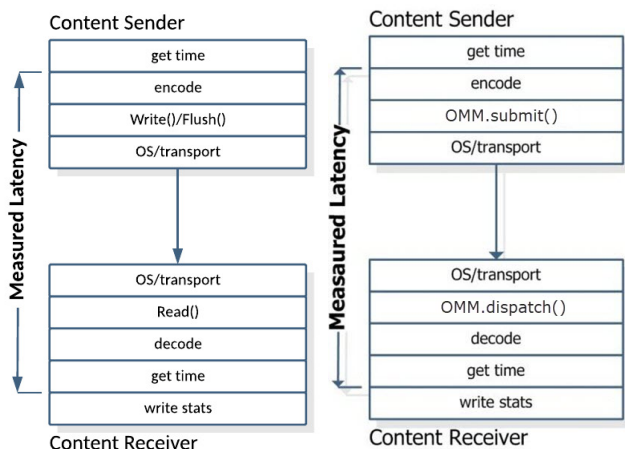 Content Sender
get time
encode
Write()/Flush()
OS/transport
Measured Latency
OS/transport
Read()
decode
get time
write stats
Content Receiver
Content Sender
get time
encode
OMM.submit()
OS/transport
Measaured Latency
OS/transport
OMM.dispatch()
decode
get time
write stats
Content Receiver